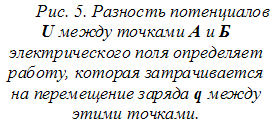 Рис. 5. Разность потенциалов
U между точками А и Б
электрического поля определяет
работу, которая затрачивается
на перемещение заряда q между
этими точками.